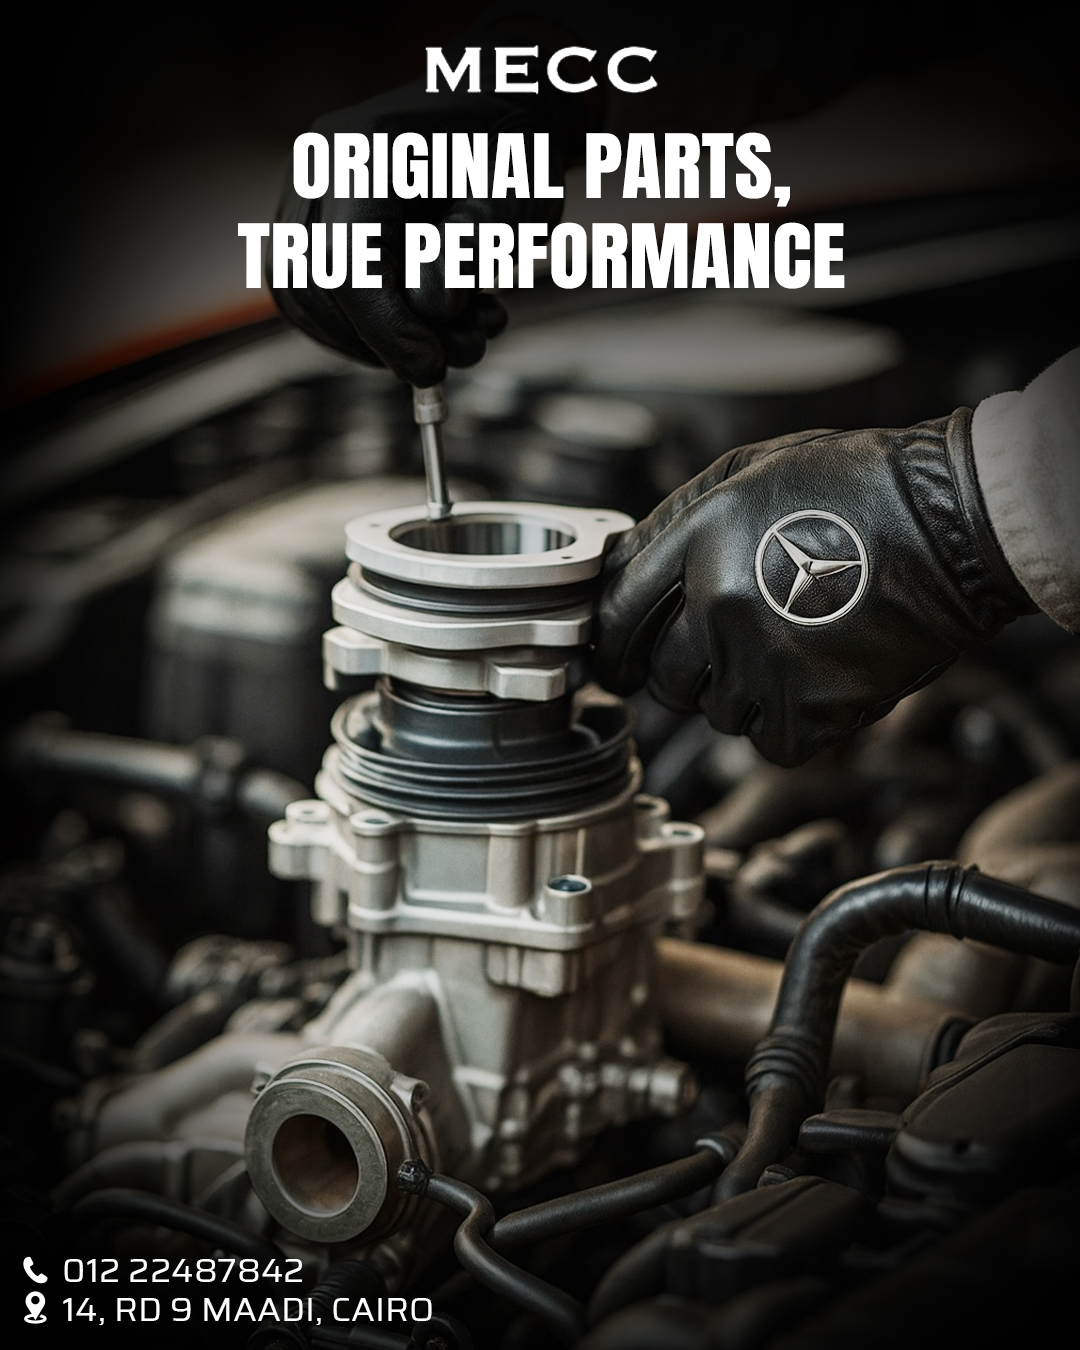 MECC
ORIGINAL PARTS,
TRUE PERFORMANCE
012 22487842
14, RD 9 MAADI, CAIRO